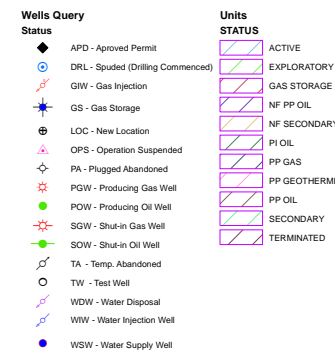 Wells Query
Status
APD - Aproved Permit
DRL - Spuded (Drilling Commenced)
GIW - Gas Injection
GS - Gas Storage
LOC - New Location
OPS - Operation Suspended
PA - Plugged Abandoned
PGW - Producing Gas Well
POW - Producing Oil Well
SGW - Shut-in Gas Well
SOW - Shut-in Oil Well
TA - Temp. Abandoned
TW - Test Well
WDW - Water Disposal
WIW - Water Injection Well
WSW - Water Supply Well
Units
STATUS
ACTIVE
EXPLORATORY
GAS STORAGE
NF PP OIL
NF SECONDARY
PI OIL
PP GAS
PP GEOTHERM
PP OIL
SECONDARY
TERMINATED